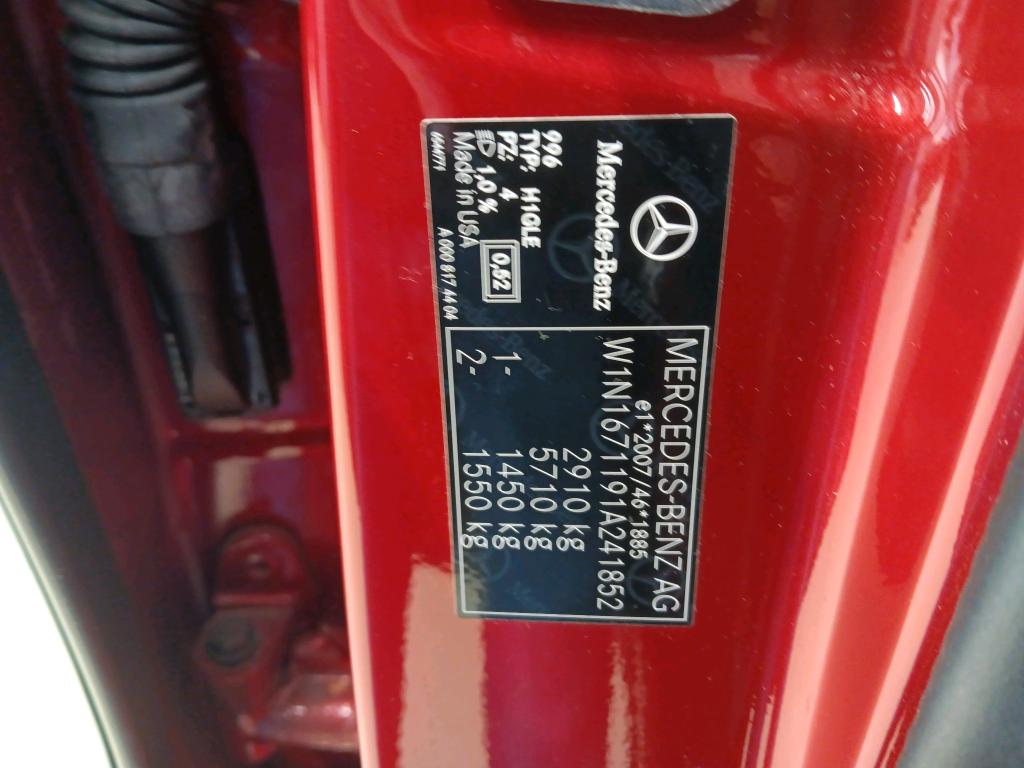 Mercedes-Benz
996
TYP: H1GLE
PZ: 4
1,0 %
0,62
Made in USA
A 000 817 44 04
MERCEDES-BENZ AG
e1*2007/46*1885
W1N1671191A241852
2910 kg
5710 kg
1- 1450 kg
2- 1550 kg